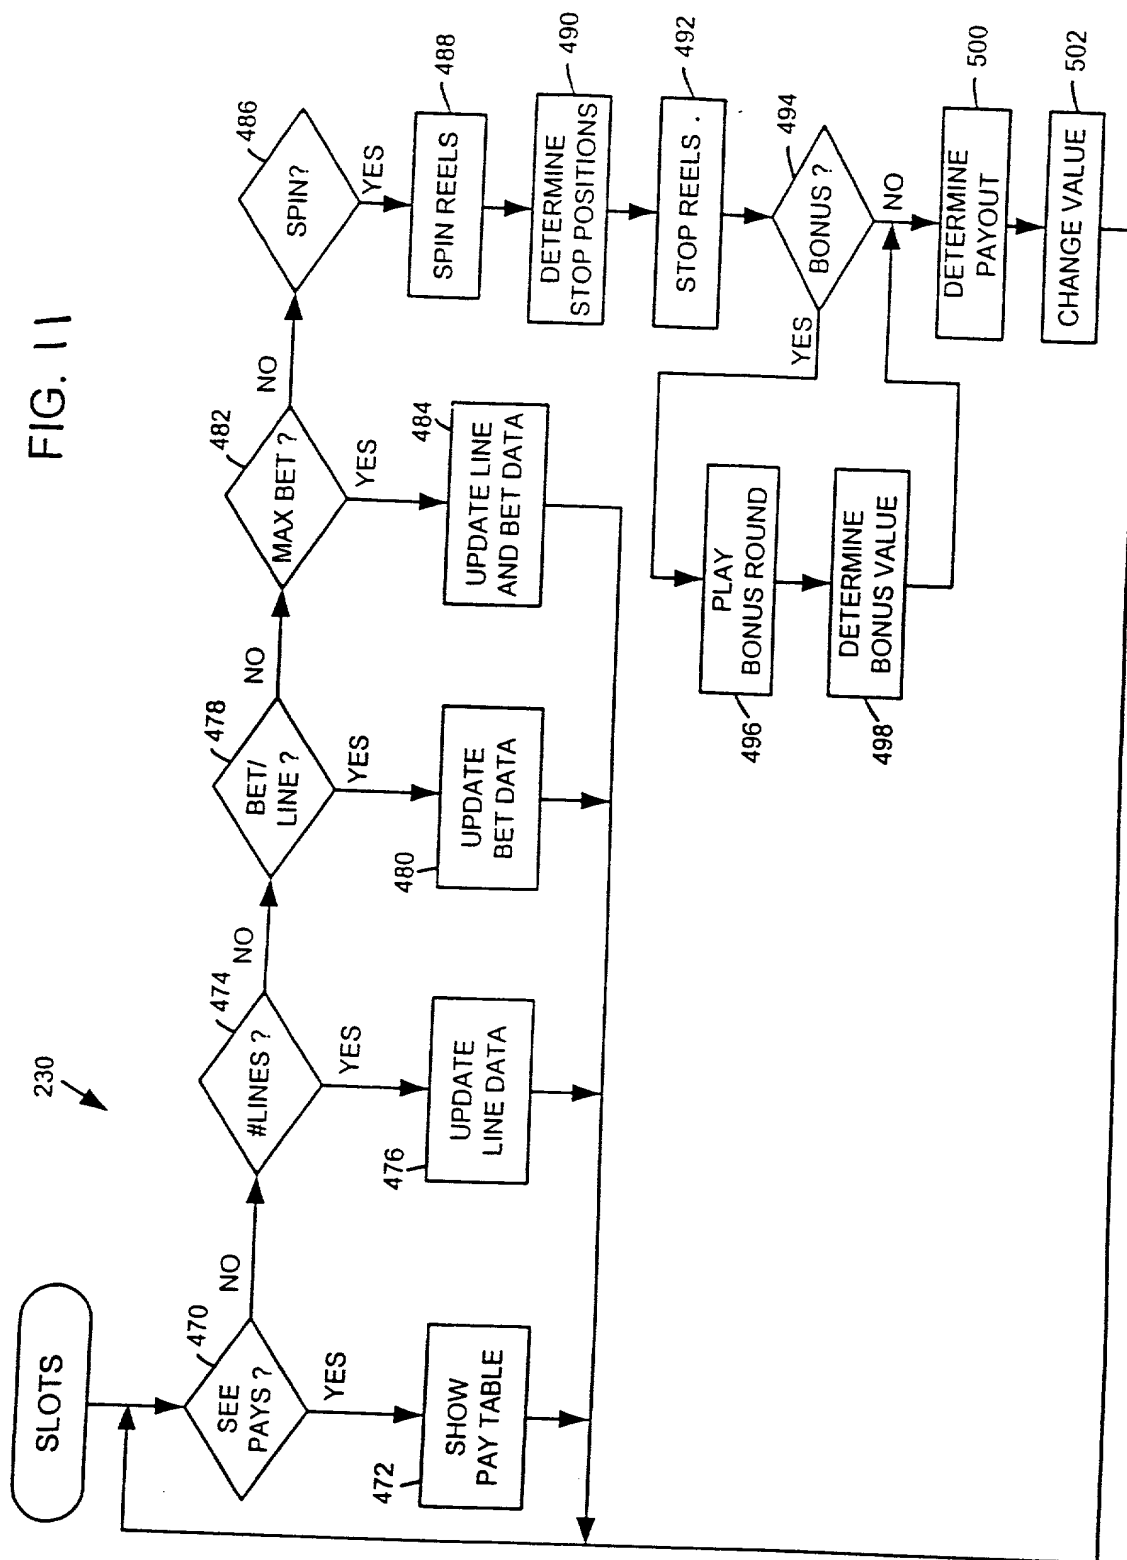 FIG. 11
230
SLOTS
470
SEE
PAYS ?
NO
YES
472
SHOW
PAY TABLE
474
#LINES ?
NO
YES
476
UPDATE
LINE DATA
478
BET/
LINE ?
NO
YES
480
UPDATE
BET DATA
482
MAX BET ?
NO
YES
484
UPDATE LINE
AND BET DATA
486
SPIN?
YES
488
SPIN REELS
490
DETERMINE
STOP POSITIONS
492
STOP REELS .
494
BONUS ?
YES
NO
496
PLAY
BONUS ROUND
498
DETERMINE
BONUS VALUE
500
DETERMINE
PAYOUT
502
CHANGE VALUE